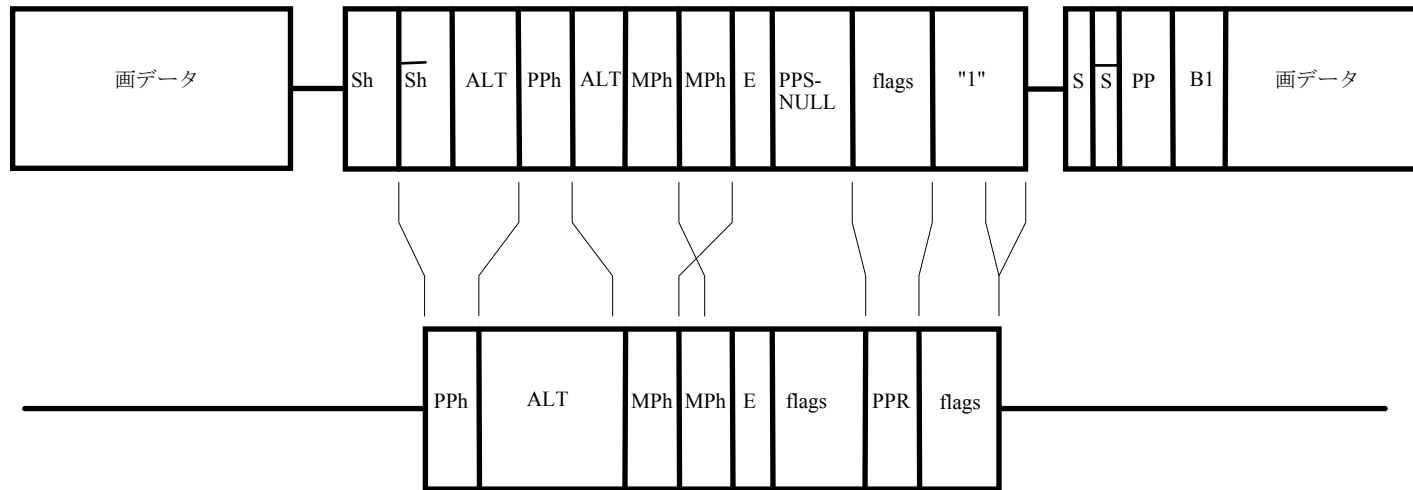 画データ
Sh
S̅h̅
ALT
PPh
ALT
MPh
MPh
E
PPS-
NULL
flags
"1"
S
S̅
PP
B1
画データ
PPh
ALT
MPh
MPh
E
flags
PPR
flags